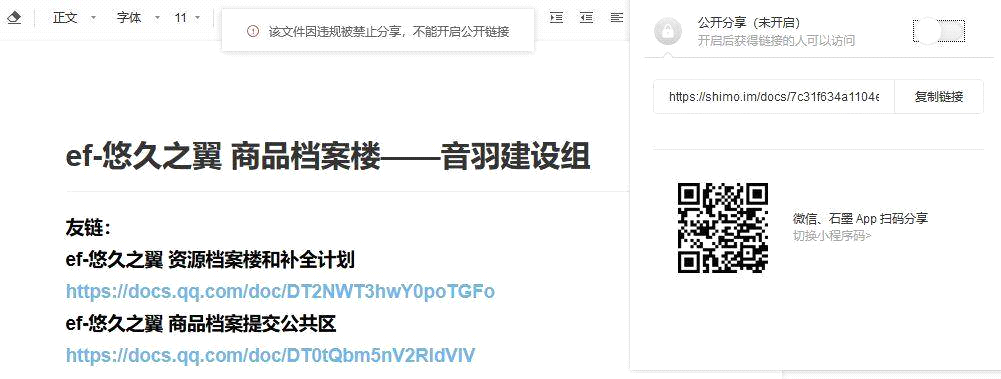 正文 字体 11
该文件因违规被禁止分享，不能开启公开链接
公开分享（未开启）
开启后获得链接的人可以访问
https://shimo.im/docs/7c31f634a1104e
复制链接
ef-悠久之翼 商品档案楼——音羽建设组
友链：
ef-悠久之翼 资源档案楼和补全计划
https://docs.qq.com/doc/DT2NWT3hwY0poTGFo
ef-悠久之翼 商品档案提交公共区
https://docs.qq.com/doc/DT0tQbm5nV2RIdVlV
微信、石墨 App 扫码分享
切换小程序码>